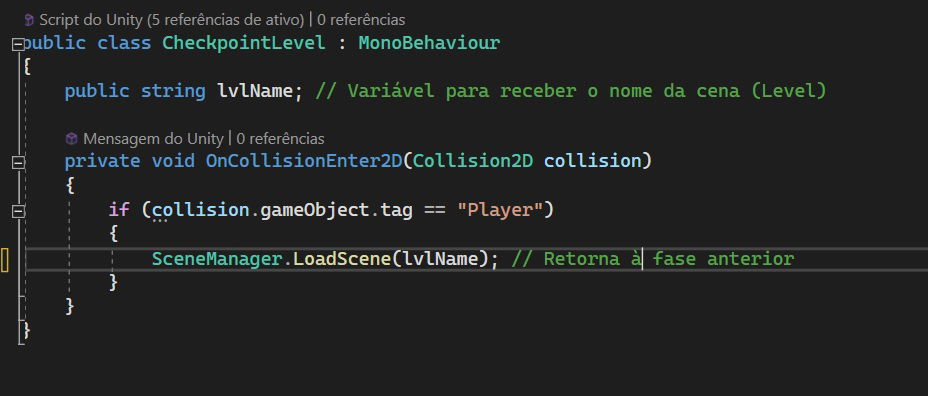 Script do Unity (5 referências de ativo) | 0 referências
public class CheckpointLevel : MonoBehaviour
{
public string lvlName; // Variável para receber o nome da cena (Level)
Mensagem do Unity | 0 referências
private void OnCollisionEnter2D(Collision2D collision)
{
if (collision.gameObject.tag == "Player")
{
SceneManager.LoadScene(lvlName); // Retorna à fase anterior
}
}
}